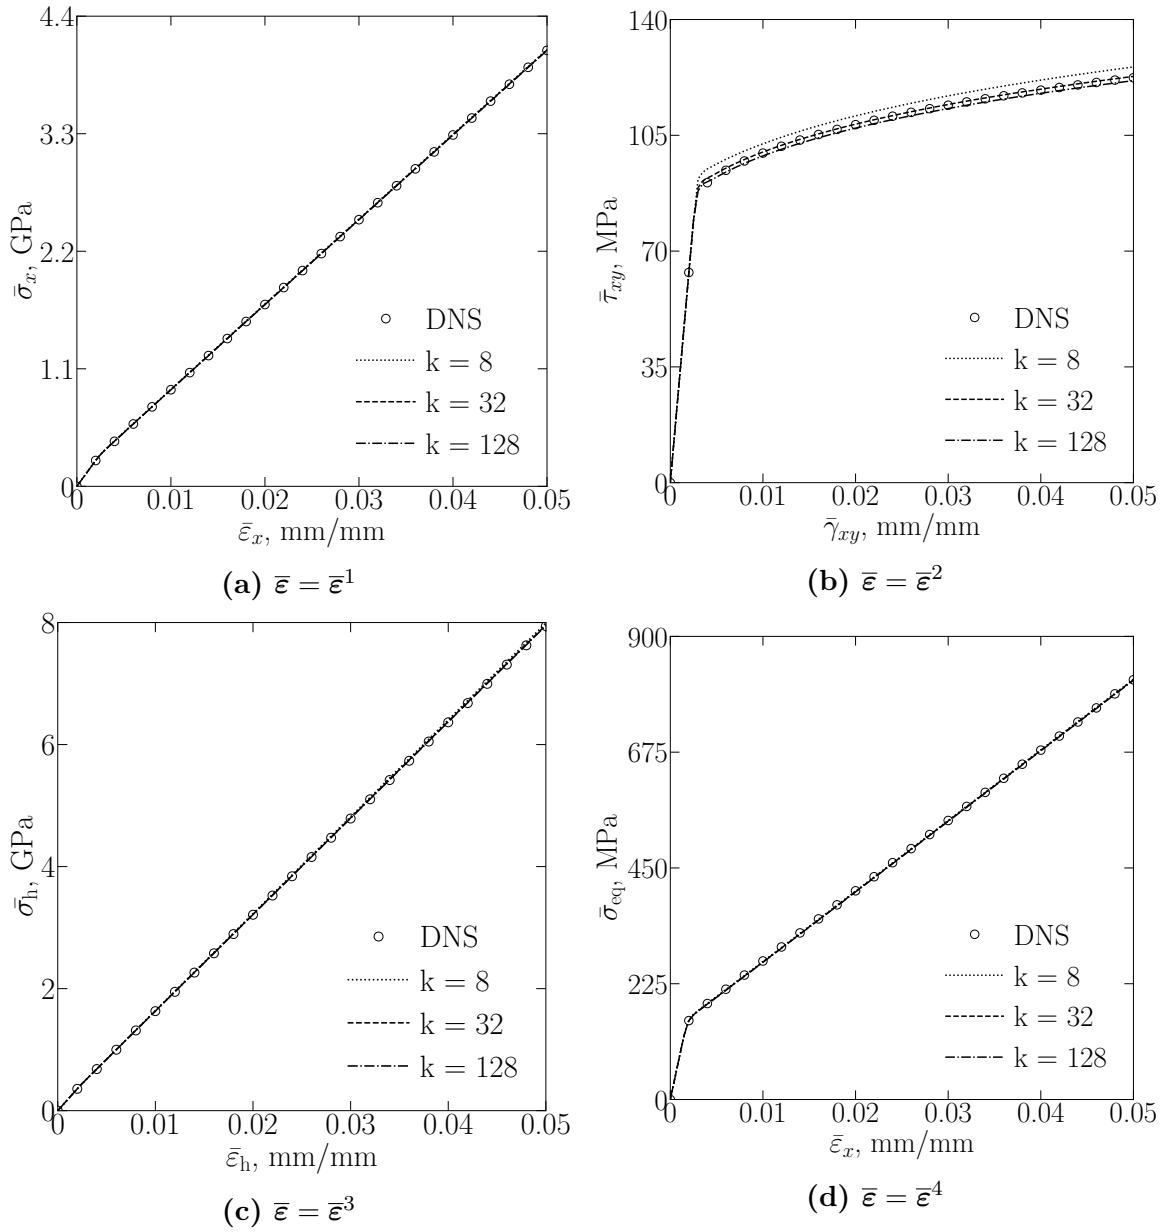 4.4
3.3
2.2
1.1
0
σ̄x, GPa
DNS
k = 8
k = 32
k = 128
0 0.01 0.02 0.03 0.04 0.05
ε̄x, mm/mm
(a) ε̄ = ε̄¹
140
105
70
35
0
τ̄xy, MPa
DNS
k = 8
k = 32
k = 128
0 0.01 0.02 0.03 0.04 0.05
γ̄xy, mm/mm
(b) ε̄ = ε̄²
8
6
4
2
0
σ̄h, GPa
DNS
k = 8
k = 32
k = 128
0 0.01 0.02 0.03 0.04 0.05
ε̄h, mm/mm
(c) ε̄ = ε̄³
900
675
450
225
0
σ̄eq, MPa
DNS
k = 8
k = 32
k = 128
0 0.01 0.02 0.03 0.04 0.05
ε̄x, mm/mm
(d) ε̄ = ε̄⁴